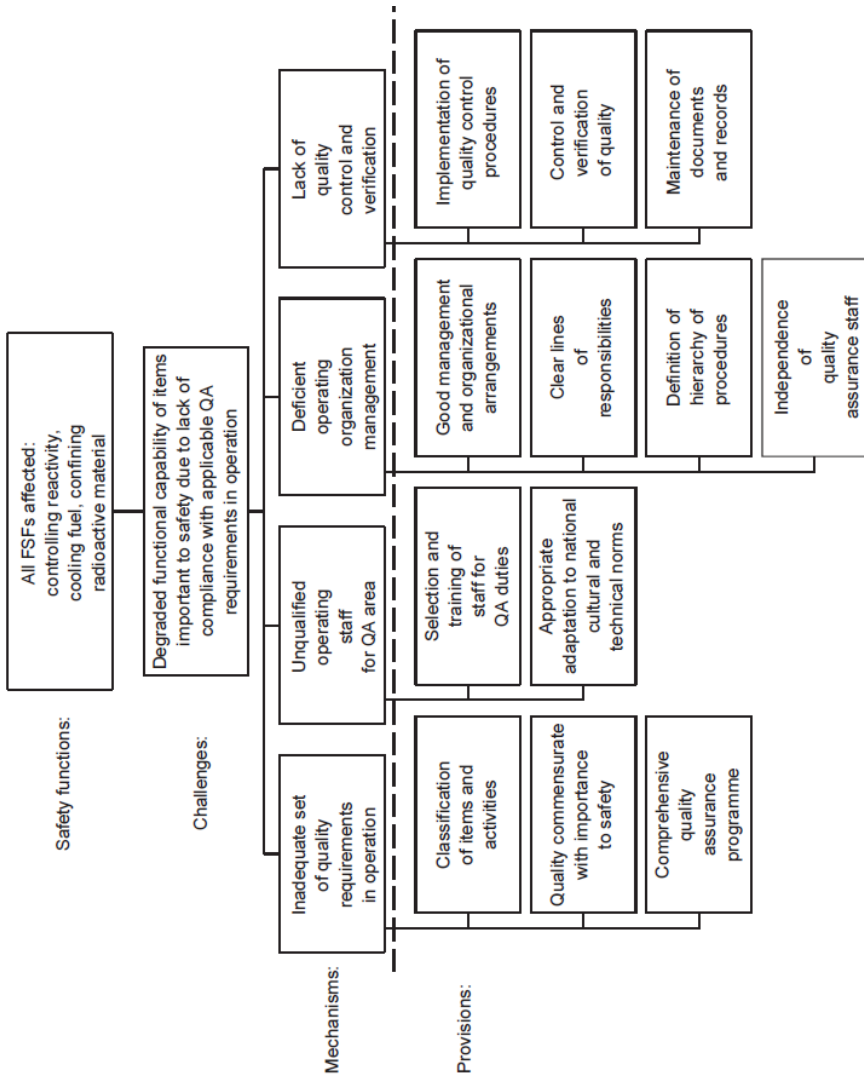 Safety functions:
All FSFs affected:
controlling reactivity,
cooling fuel, confining
radioactive material
Challenges:
Degraded functional capability of items
important to safety due to lack of
compliance with applicable QA
requirements in operation
Mechanisms:
Inadequate set
of quality
requirements
in operation
Unqualified
operating
staff
for QA area
Deficient
operating
organization
management
Lack of
quality
control and
verification
Provisions:
Classification
of items and
activities
Quality commensurate
with importance
to safety
Comprehensive
quality
assurance
programme
Selection and
training of
staff for
QA duties
Appropriate
adaptation to national
cultural and
technical norms
Good management
and organizational
arrangements
Clear lines
of
responsibilities
Definition of
hierarchy of
procedures
Independence
of
quality
assurance staff
Implementation of
quality control
procedures
Control and
verification
of quality
Maintenance of
documents
and records